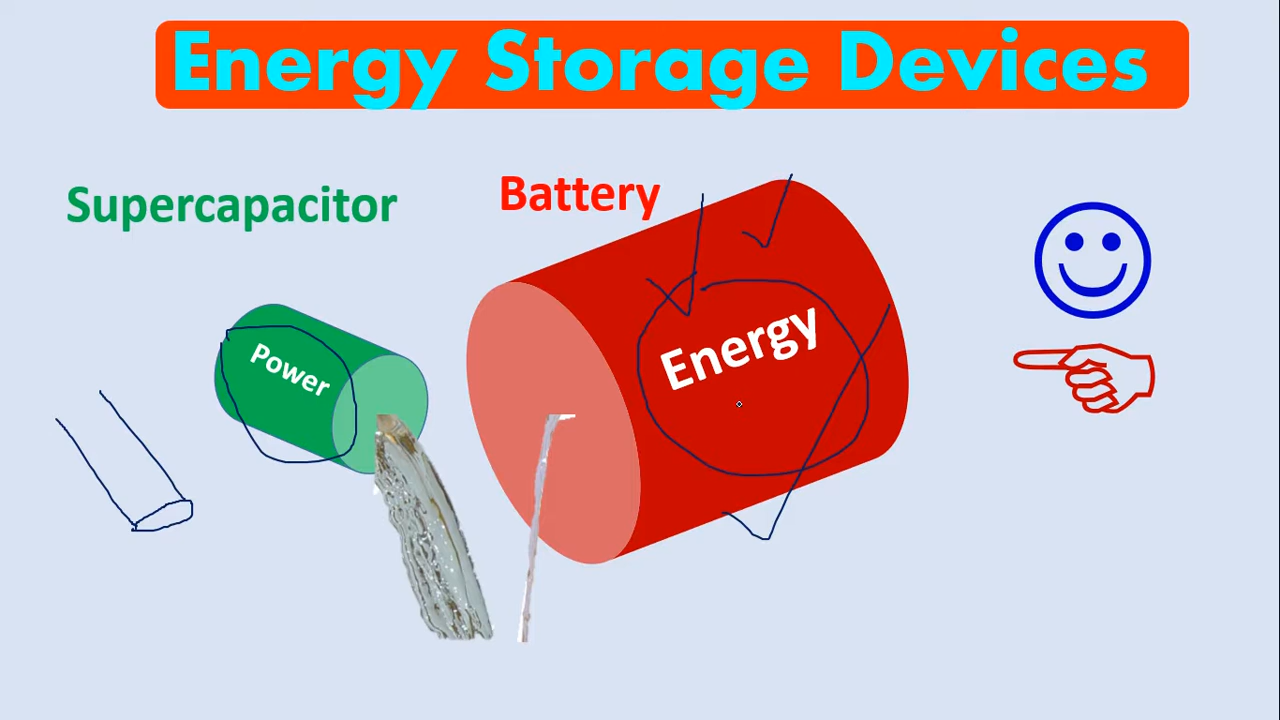 Energy Storage Devices
Supercapacitor
Battery
Power
Energy